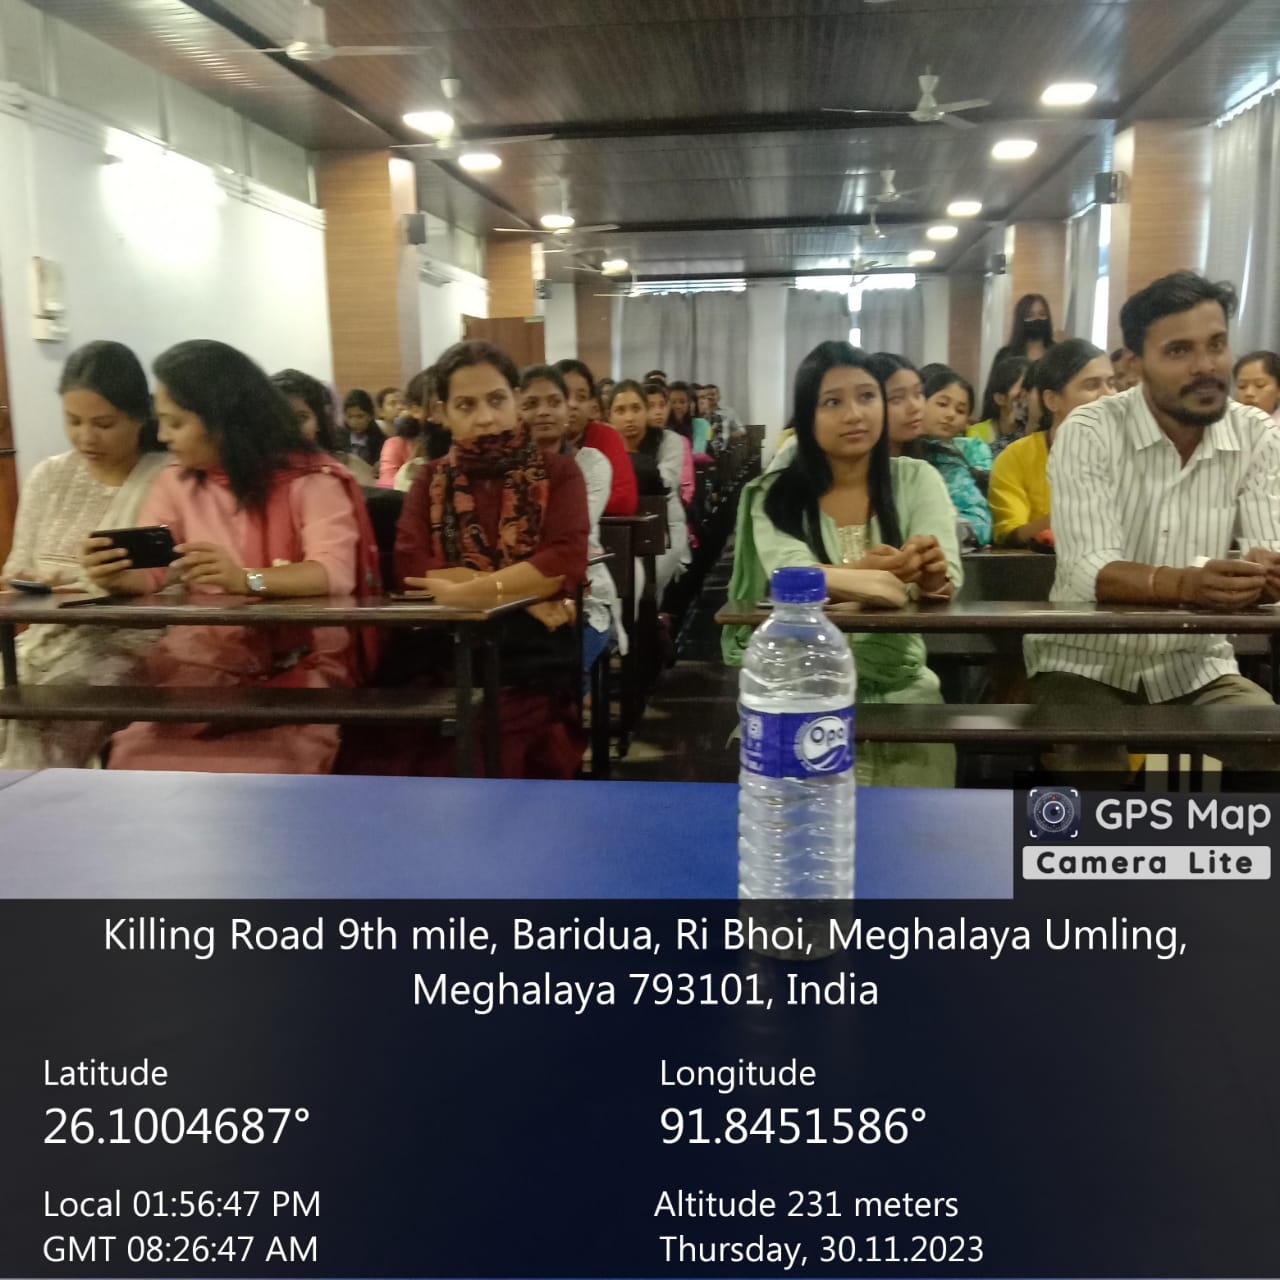 Opa
GPS Map
Camera Lite
Killing Road 9th mile, Baridua, Ri Bhoi, Meghalaya Umling,
Meghalaya 793101, India
Latitude
26.1004687°
Longitude
91.8451586°
Local 01:56:47 PM
GMT 08:26:47 AM
Altitude 231 meters
Thursday, 30.11.2023